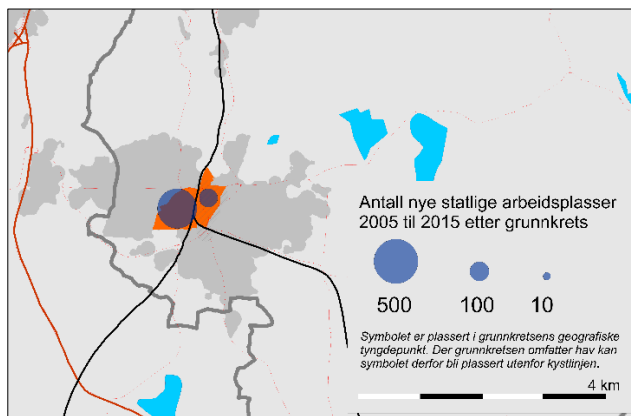 Antall nye statlige arbeidsplasser
2005 til 2015 etter grunnkrets
500 100 10
Symbolet er plassert i grunnkretsens geografiske
tyngdepunkt. Der grunnkretsen omfatter hav kan
symbolet derfor bli plassert utenfor kystlinjen.
4 km